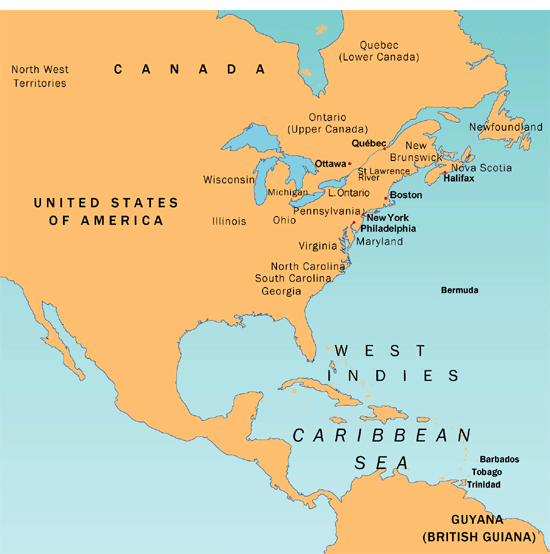 Quebec
(Lower Canada)
North West
Territories
CANADA
Ontario
(Upper Canada)
Newfoundland
Québec
New
Brunswick
Ottawa
St Lawrence
River
Nova Scotia
Halifax
Wisconsin
Michigan
L.Ontario
Boston
UNITED STATES
OF AMERICA
Illinois
Ohio
Pennsylvania
New York
Philadelphia
Virginia
Maryland
North Carolina
South Carolina
Georgia
Bermuda
WEST
INDIES
CARIBBEAN
SEA
Barbados
Tobago
Trinidad
GUYANA
(BRITISH GUIANA)